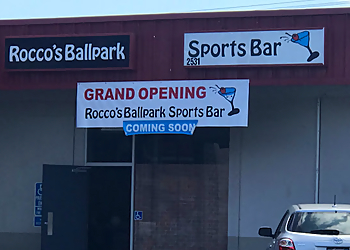 Rocco's Ballpark
Sports Bar
2531
GRAND OPENING
Rocco's Ballpark Sports Bar
COMING SOON